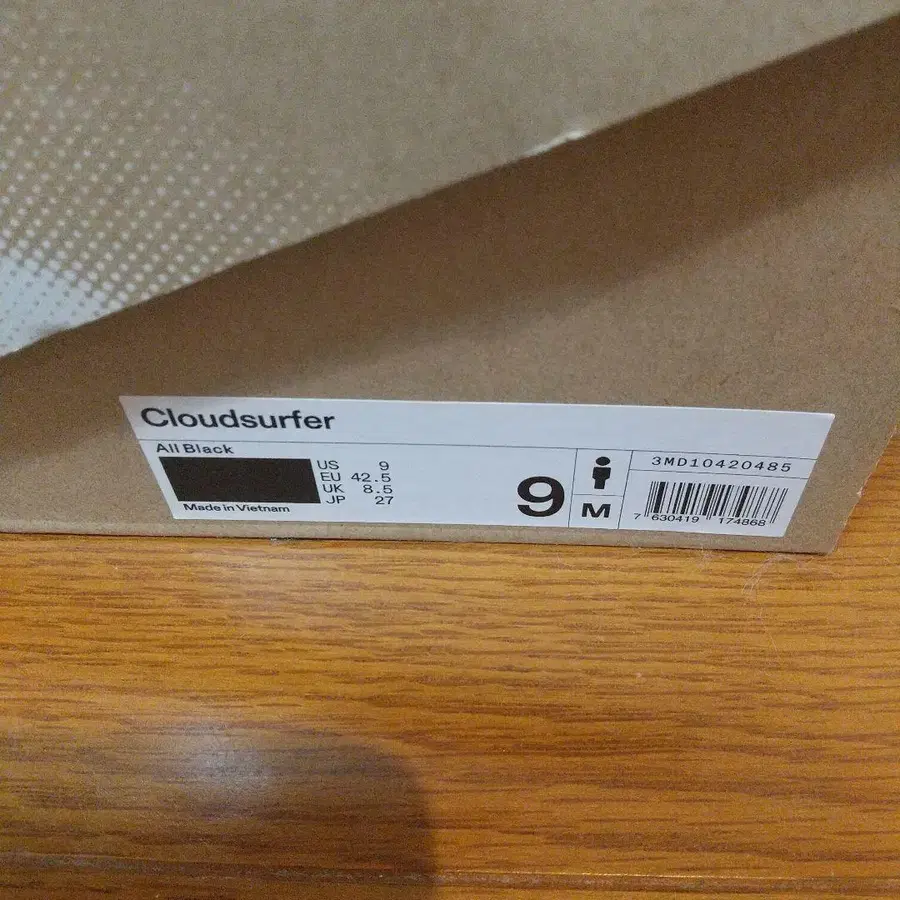 Cloudsurfer
All Black
US 9
EU 42.5
UK 8.5
JP 27
Made in Vietnam
9
M
3MD10420485
7 630419 174868